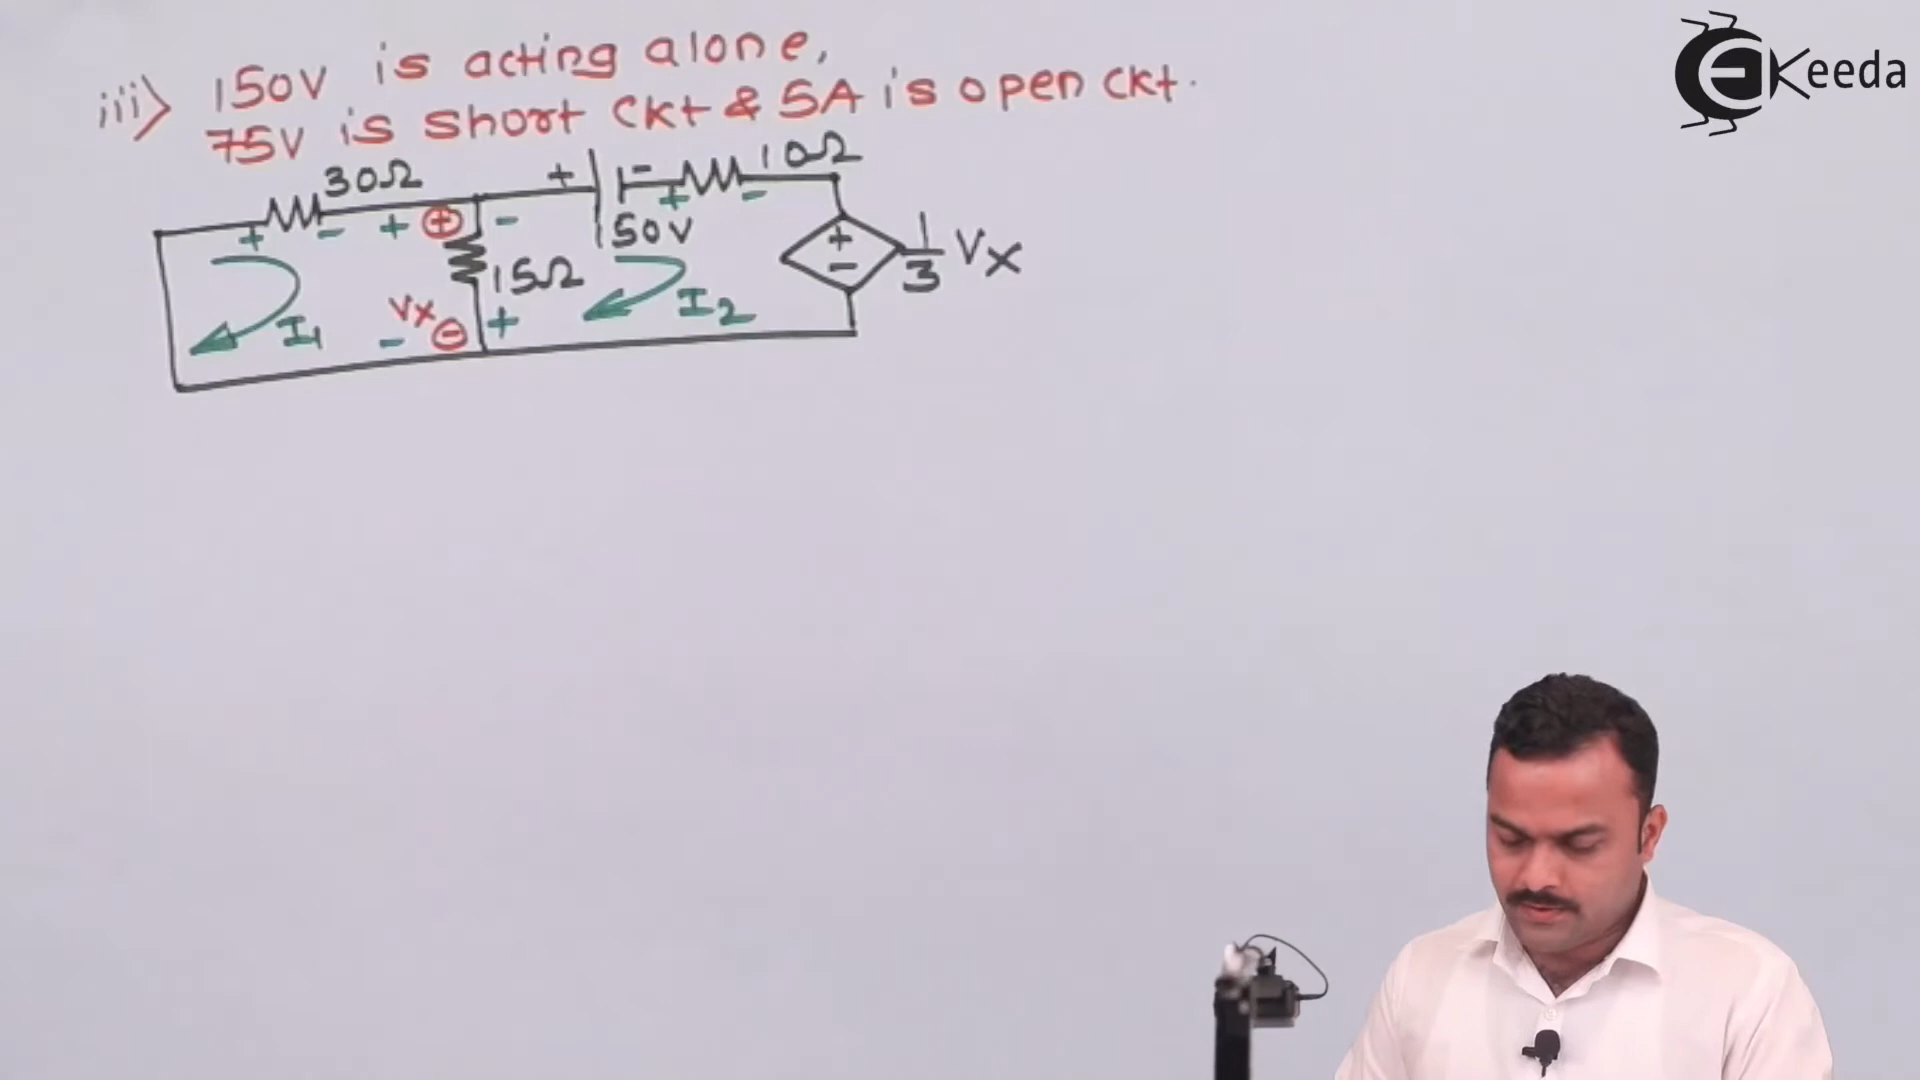 iii) 150V is acting alone,
75V is short ckt & 5A is open ckt.
Keeda
30Ω
10Ω
+ -
+ -
+ -
+ + -
150V
+
-
1/3 Vx
15Ω
I1
I2
Vx
- - +